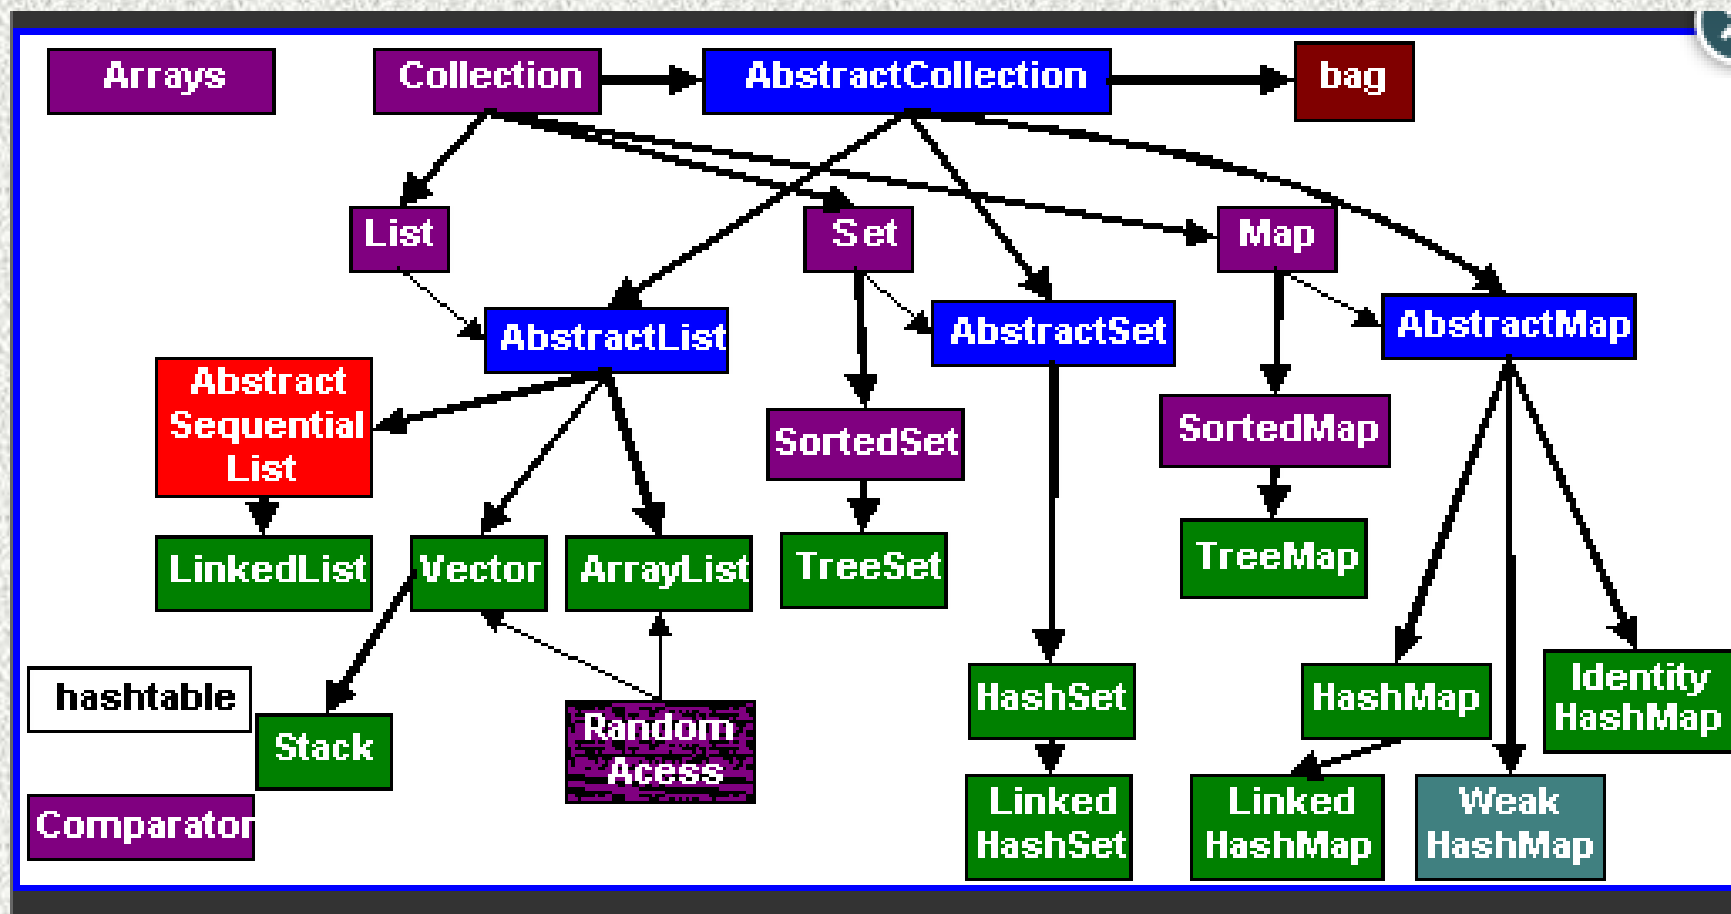 Arrays
Collection
AbstractCollection
bag
List
Set
Map
AbstractList
AbstractSet
AbstractMap
Abstract
Sequential
List
SortedSet
SortedMap
LinkedList
Vector
ArrayList
TreeSet
TreeMap
hashtable
Stack
Random
Acess
HashSet
HashMap
Identity
HashMap
Comparator
Linked
HashSet
Linked
HashMap
Weak
HashMap